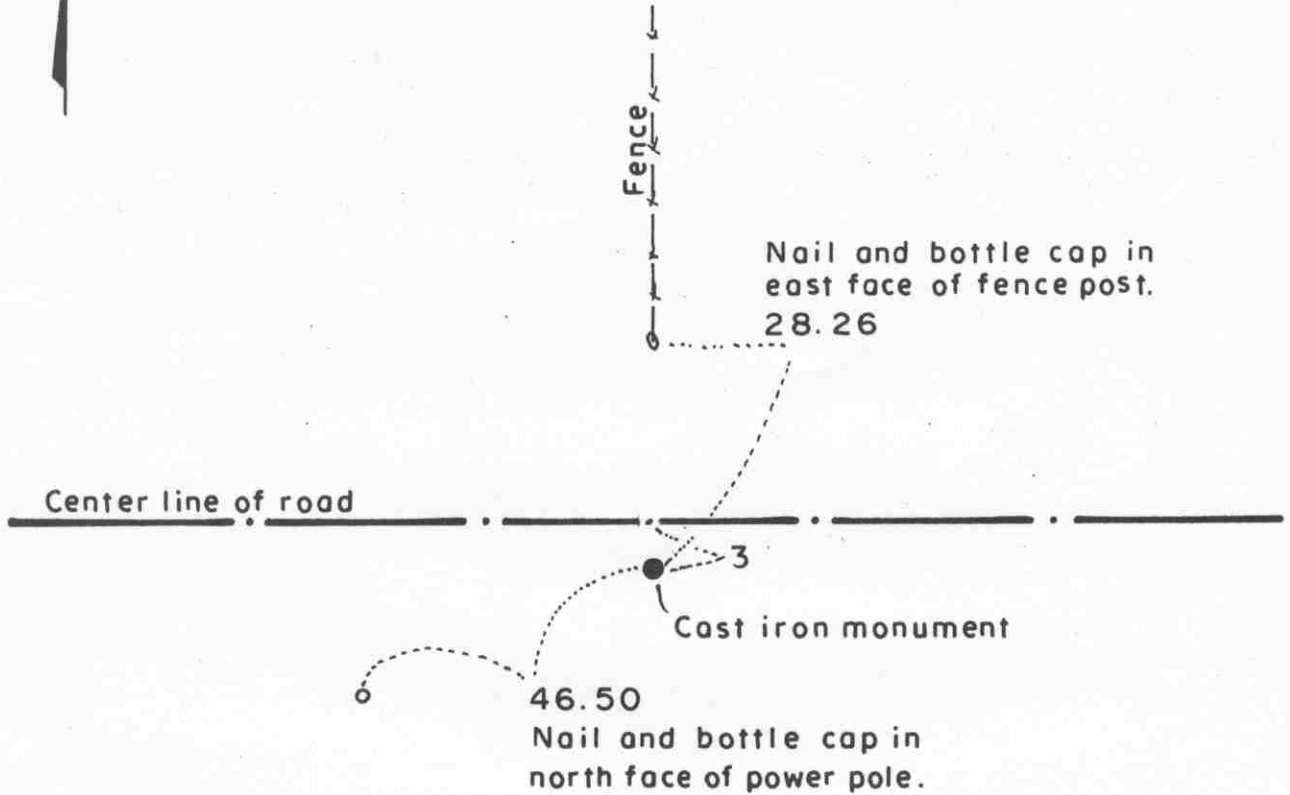 Fence
Nail and bottle cap in
east face of fence post.
28.26
Center line of road
3
Cast iron monument
46.50
Nail and bottle cap in
north face of power pole.